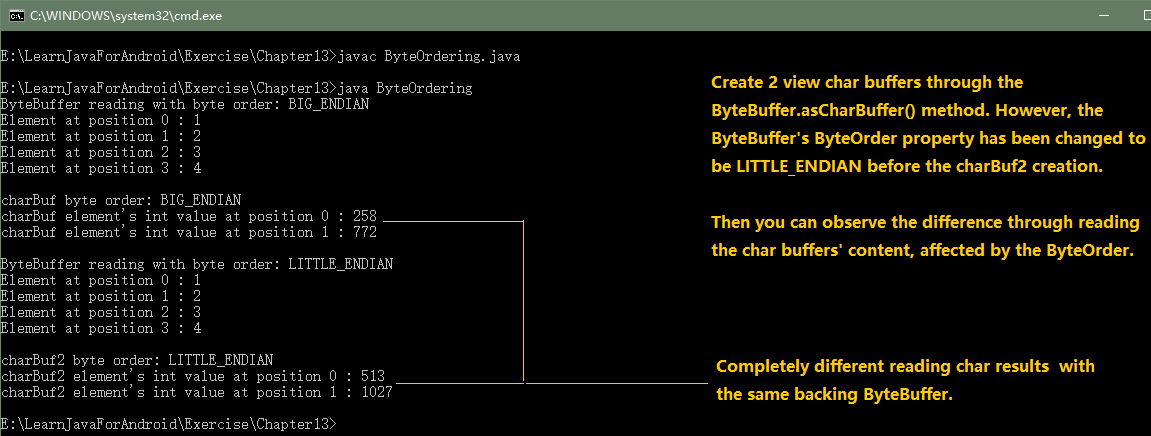 C:\WINDOWS\system32\cmd.exe
E:\LearnJavaForAndroid\Exercise\Chapter13>javac ByteOrdering.java
E:\LearnJavaForAndroid\Exercise\Chapter13>java ByteOrdering
ByteBuffer reading with byte order: BIG_ENDIAN
Element at position 0 : 1
Element at position 1 : 2
Element at position 2 : 3
Element at position 3 : 4
charBuf byte order: BIG_ENDIAN
charBuf element's int value at position 0 : 258
charBuf element's int value at position 1 : 772
ByteBuffer reading with byte order: LITTLE_ENDIAN
Element at position 0 : 1
Element at position 1 : 2
Element at position 2 : 3
Element at position 3 : 4
charBuf2 byte order: LITTLE_ENDIAN
charBuf2 element's int value at position 0 : 513
charBuf2 element's int value at position 1 : 1027
E:\LearnJavaForAndroid\Exercise\Chapter13>
Create 2 view char buffers through the
ByteBuffer.asCharBuffer() method. However, the
ByteBuffer's ByteOrder property has been changed to
be LITTLE_ENDIAN before the charBuf2 creation.
Then you can observe the difference through reading
the char buffers' content, affected by the ByteOrder.
Completely different reading char results with
the same backing ByteBuffer.